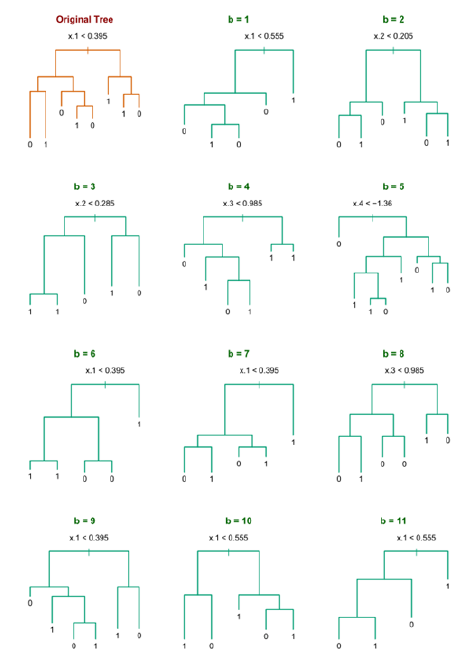 Original Tree
b = 1
b = 2
x.1 < 0.395
x.1 < 0.555
x.2 < 0.205
0 1 0 1 0 1 1 0
0 1 0 0 1
0 1 0 1 0 1
b = 3
b = 4
b = 5
x.2 < 0.285
x.3 < 0.985
x.4 < −1.36
1 1 0 1 0
0 1 0 1 1 1
0 1 1 0 1 0 1 0
b = 6
b = 7
b = 8
x.1 < 0.395
x.1 < 0.395
x.3 < 0.985
1 1 0 0 1
0 1 0 1 1
0 1 0 0 1 0
b = 9
b = 10
b = 11
x.1 < 0.395
x.1 < 0.555
x.1 < 0.555
0 1 0 1 1 0
1 0 1 0 1
0 1 0 1